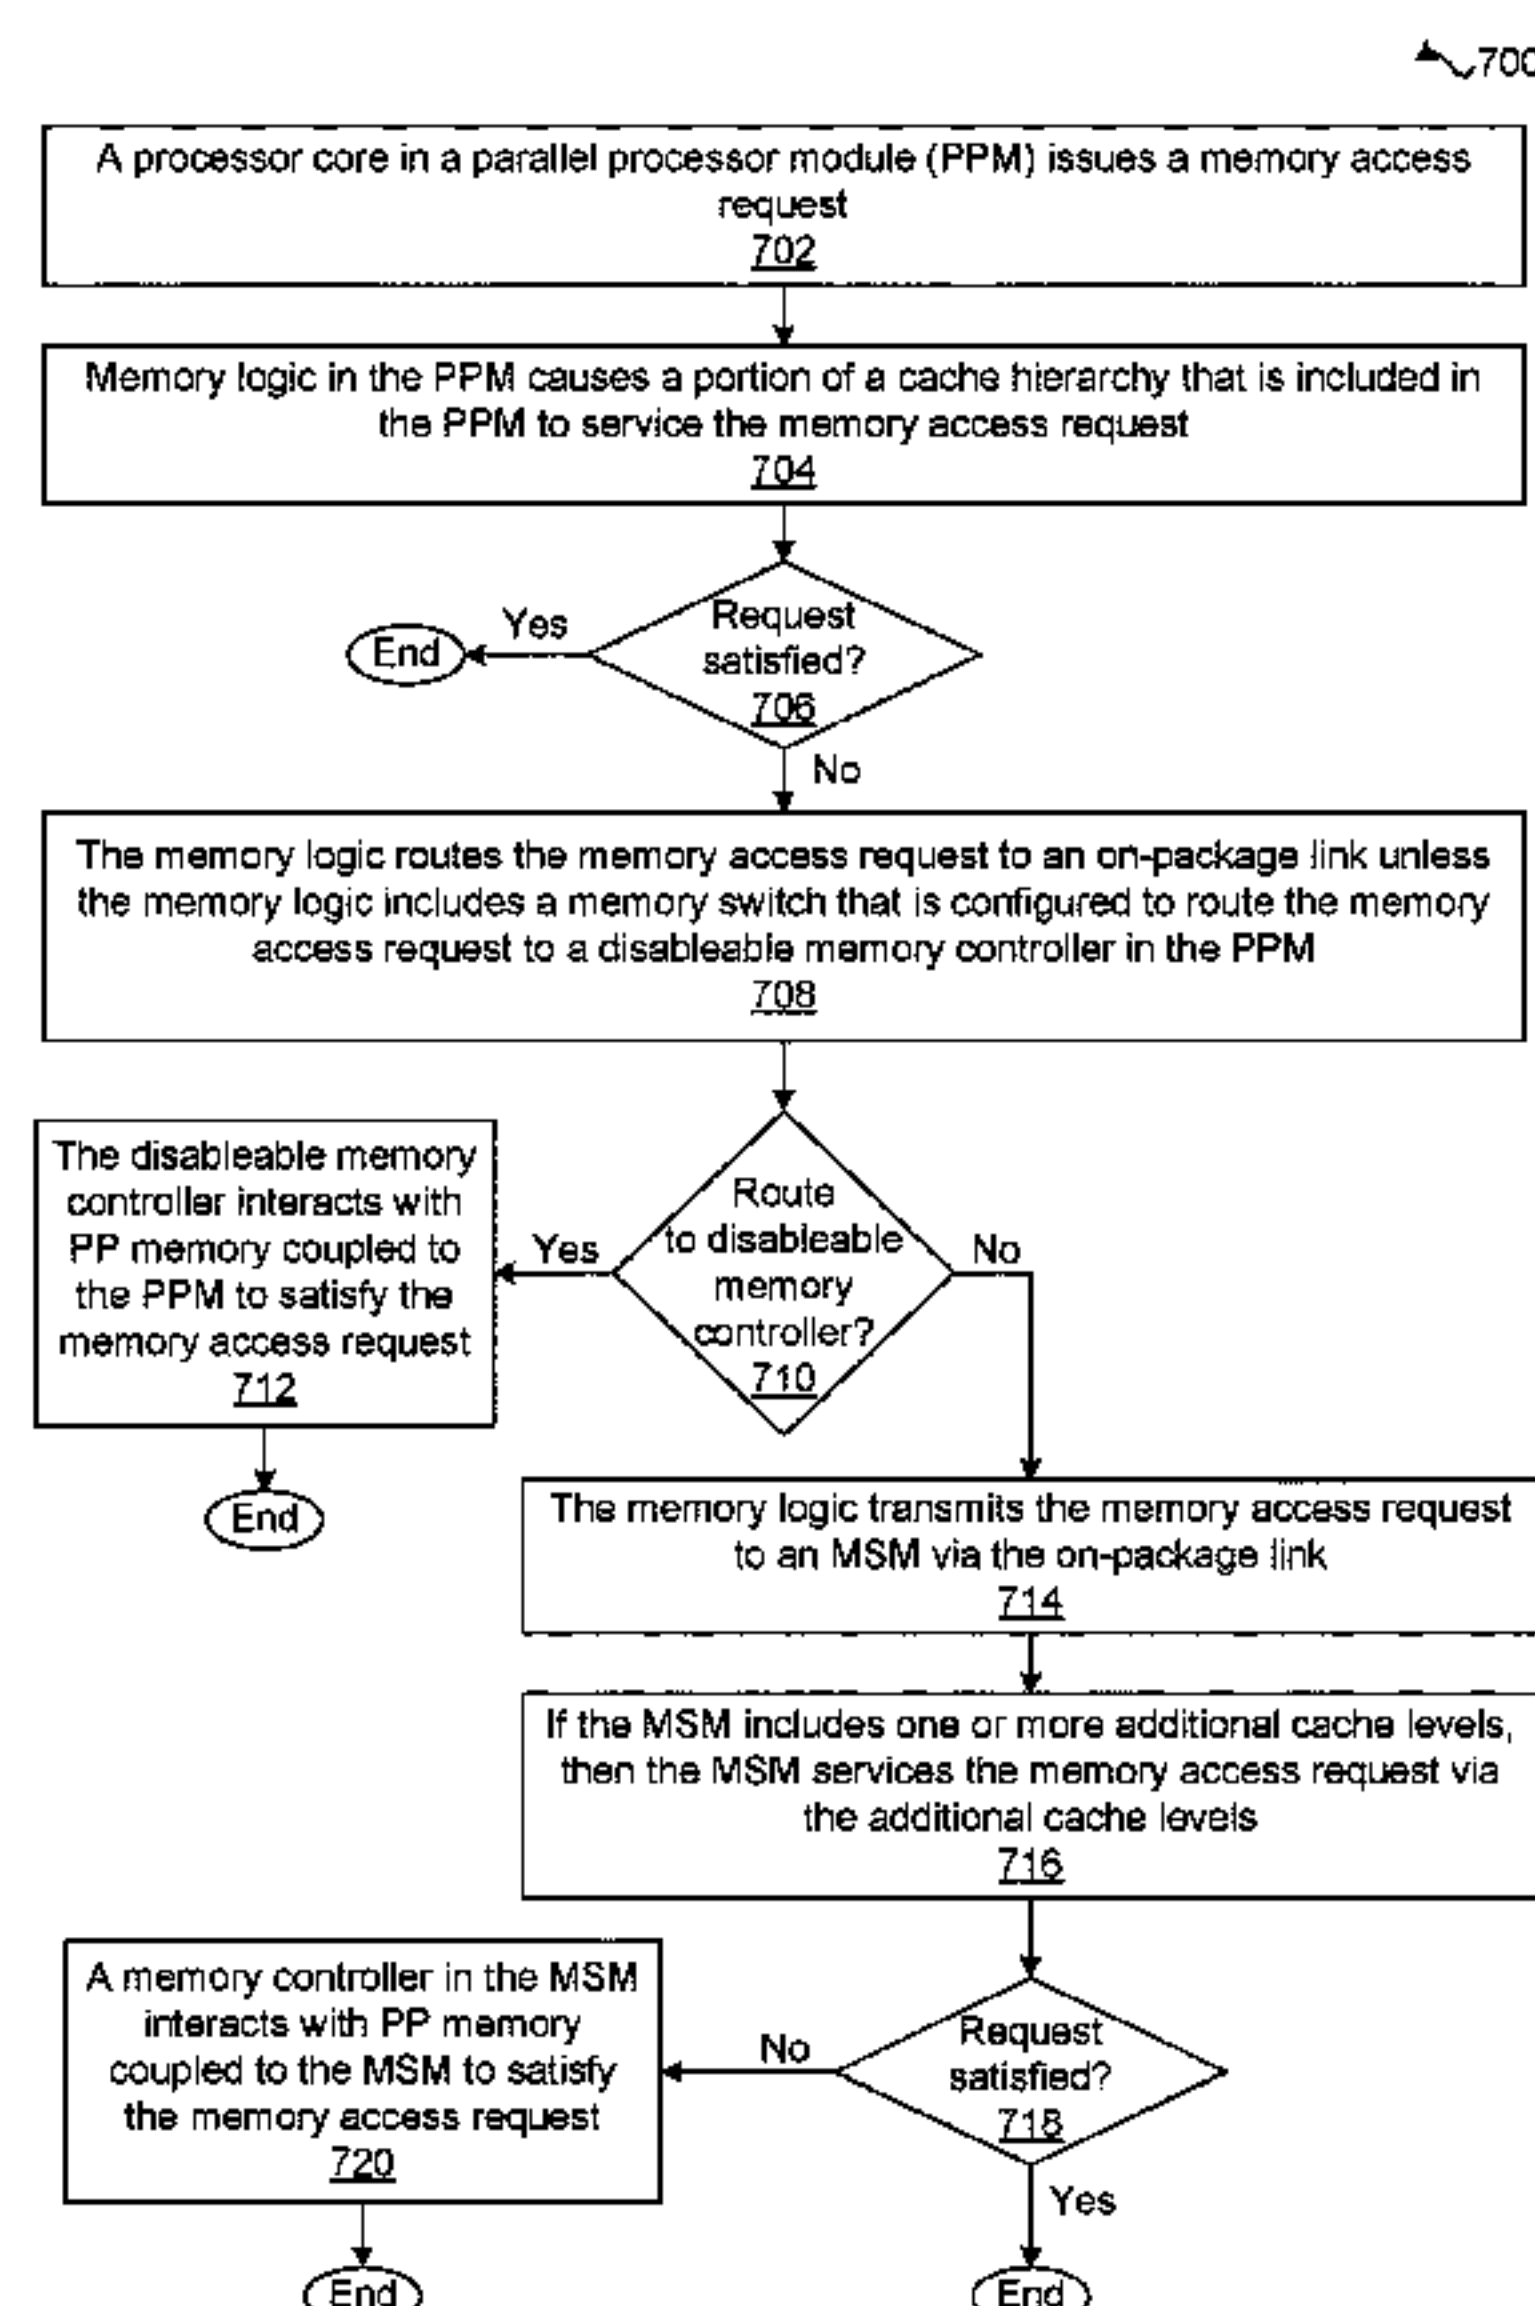 700
A processor core in a parallel processor module (PPM) issues a memory access
request
702
Memory logic in the PPM causes a portion of a cache hierarchy that is included in
the PPM to service the memory access request
704
Request
satisfied?
706
Yes
End
No
The memory logic routes the memory access request to an on-package link unless
the memory logic includes a memory switch that is configured to route the memory
access request to a disableable memory controller in the PPM
708
Route
to disableable
memory
controller?
710
Yes
No
The disableable memory
controller interacts with
PP memory coupled to
the PPM to satisfy the
memory access request
712
End
The memory logic transmits the memory access request
to an MSM via the on-package link
714
If the MSM includes one or more additional cache levels,
then the MSM services the memory access request via
the additional cache levels
716
Request
satisfied?
718
No
Yes
A memory controller in the MSM
interacts with PP memory
coupled to the MSM to satisfy
the memory access request
720
End
End